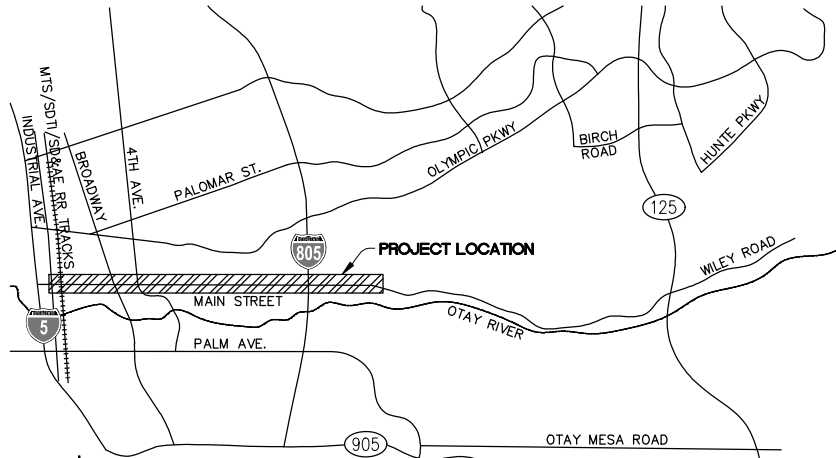 MTS/SDTI/SD&AE RR TRACKS
INDUSTRIAL AVE.
BROADWAY
4TH AVE.
PALOMAR ST.
OLYMPIC PKWY
BIRCH
ROAD
HUNTE PKWY
125
805
PROJECT LOCATION
WILEY ROAD
MAIN STREET
OTAY RIVER
5
PALM AVE.
905
OTAY MESA ROAD